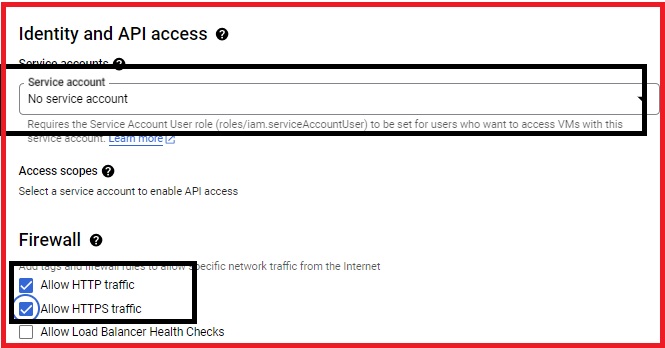 Identity and API access
Service accounts
Service account
No service account
Requires the Service Account User role (roles/iam.serviceAccountUser) to be set for users who want to access VMs with this
service account. Learn more
Access scopes
Select a service account to enable API access
Firewall
Add tags and firewall rules to allow specific network traffic from the Internet
Allow HTTP traffic
Allow HTTPS traffic
Allow Load Balancer Health Checks